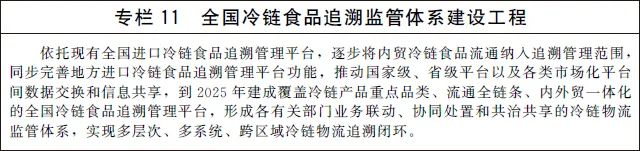 专栏 11 全国冷链食品追溯监管体系建设工程
依托现有全国进口冷链食品追溯管理平台，逐步将内贸冷链食品流通纳入追溯管理范围，
同步完善地方进口冷链食品追溯管理平台功能，推动国家级、省级平台以及各类市场化平台
间数据交换和信息共享，到 2025 年建成覆盖冷链产品重点品类、流通全链条、内外贸一体化
的全国冷链食品追溯管理平台，形成各有关部门业务联动、协同处置和共治共享的冷链物流
监管体系，实现多层次、多系统、跨区域冷链物流追溯闭环。